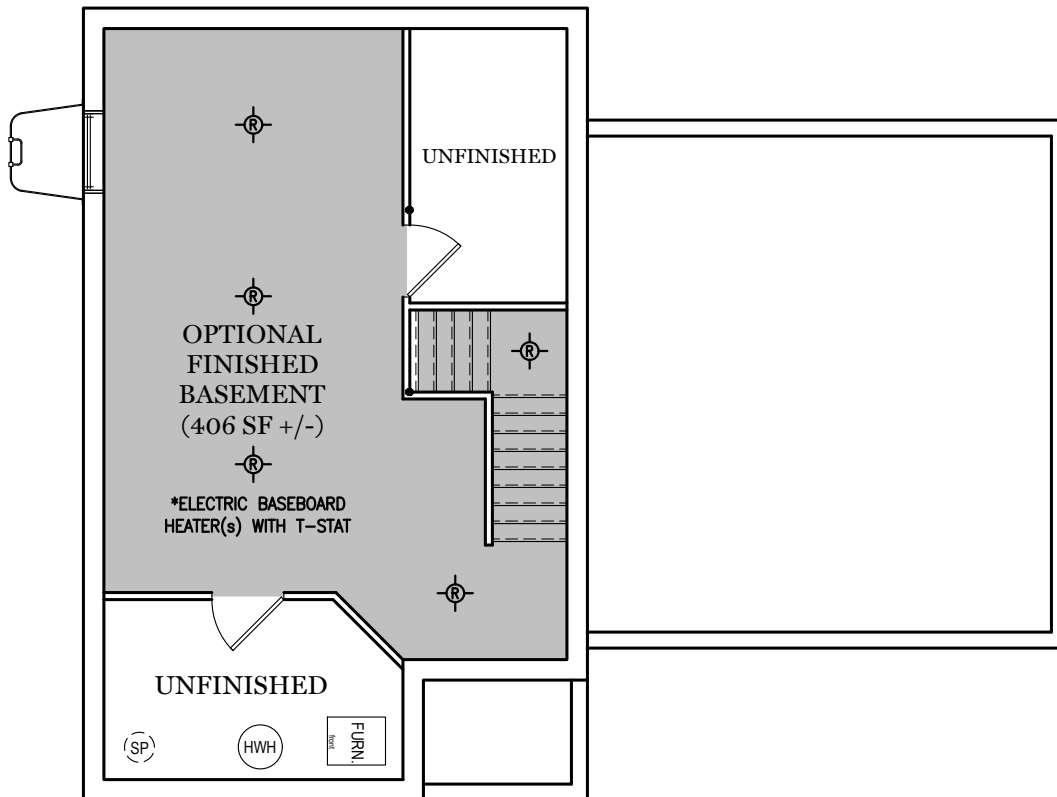 R
UNFINISHED
R
R
OPTIONAL
FINISHED
BASEMENT
(406 SF +/-)
R
*ELECTRIC BASEBOARD
HEATER(s) WITH T-STAT
R
UNFINISHED
SP
HWH
FURN.
front